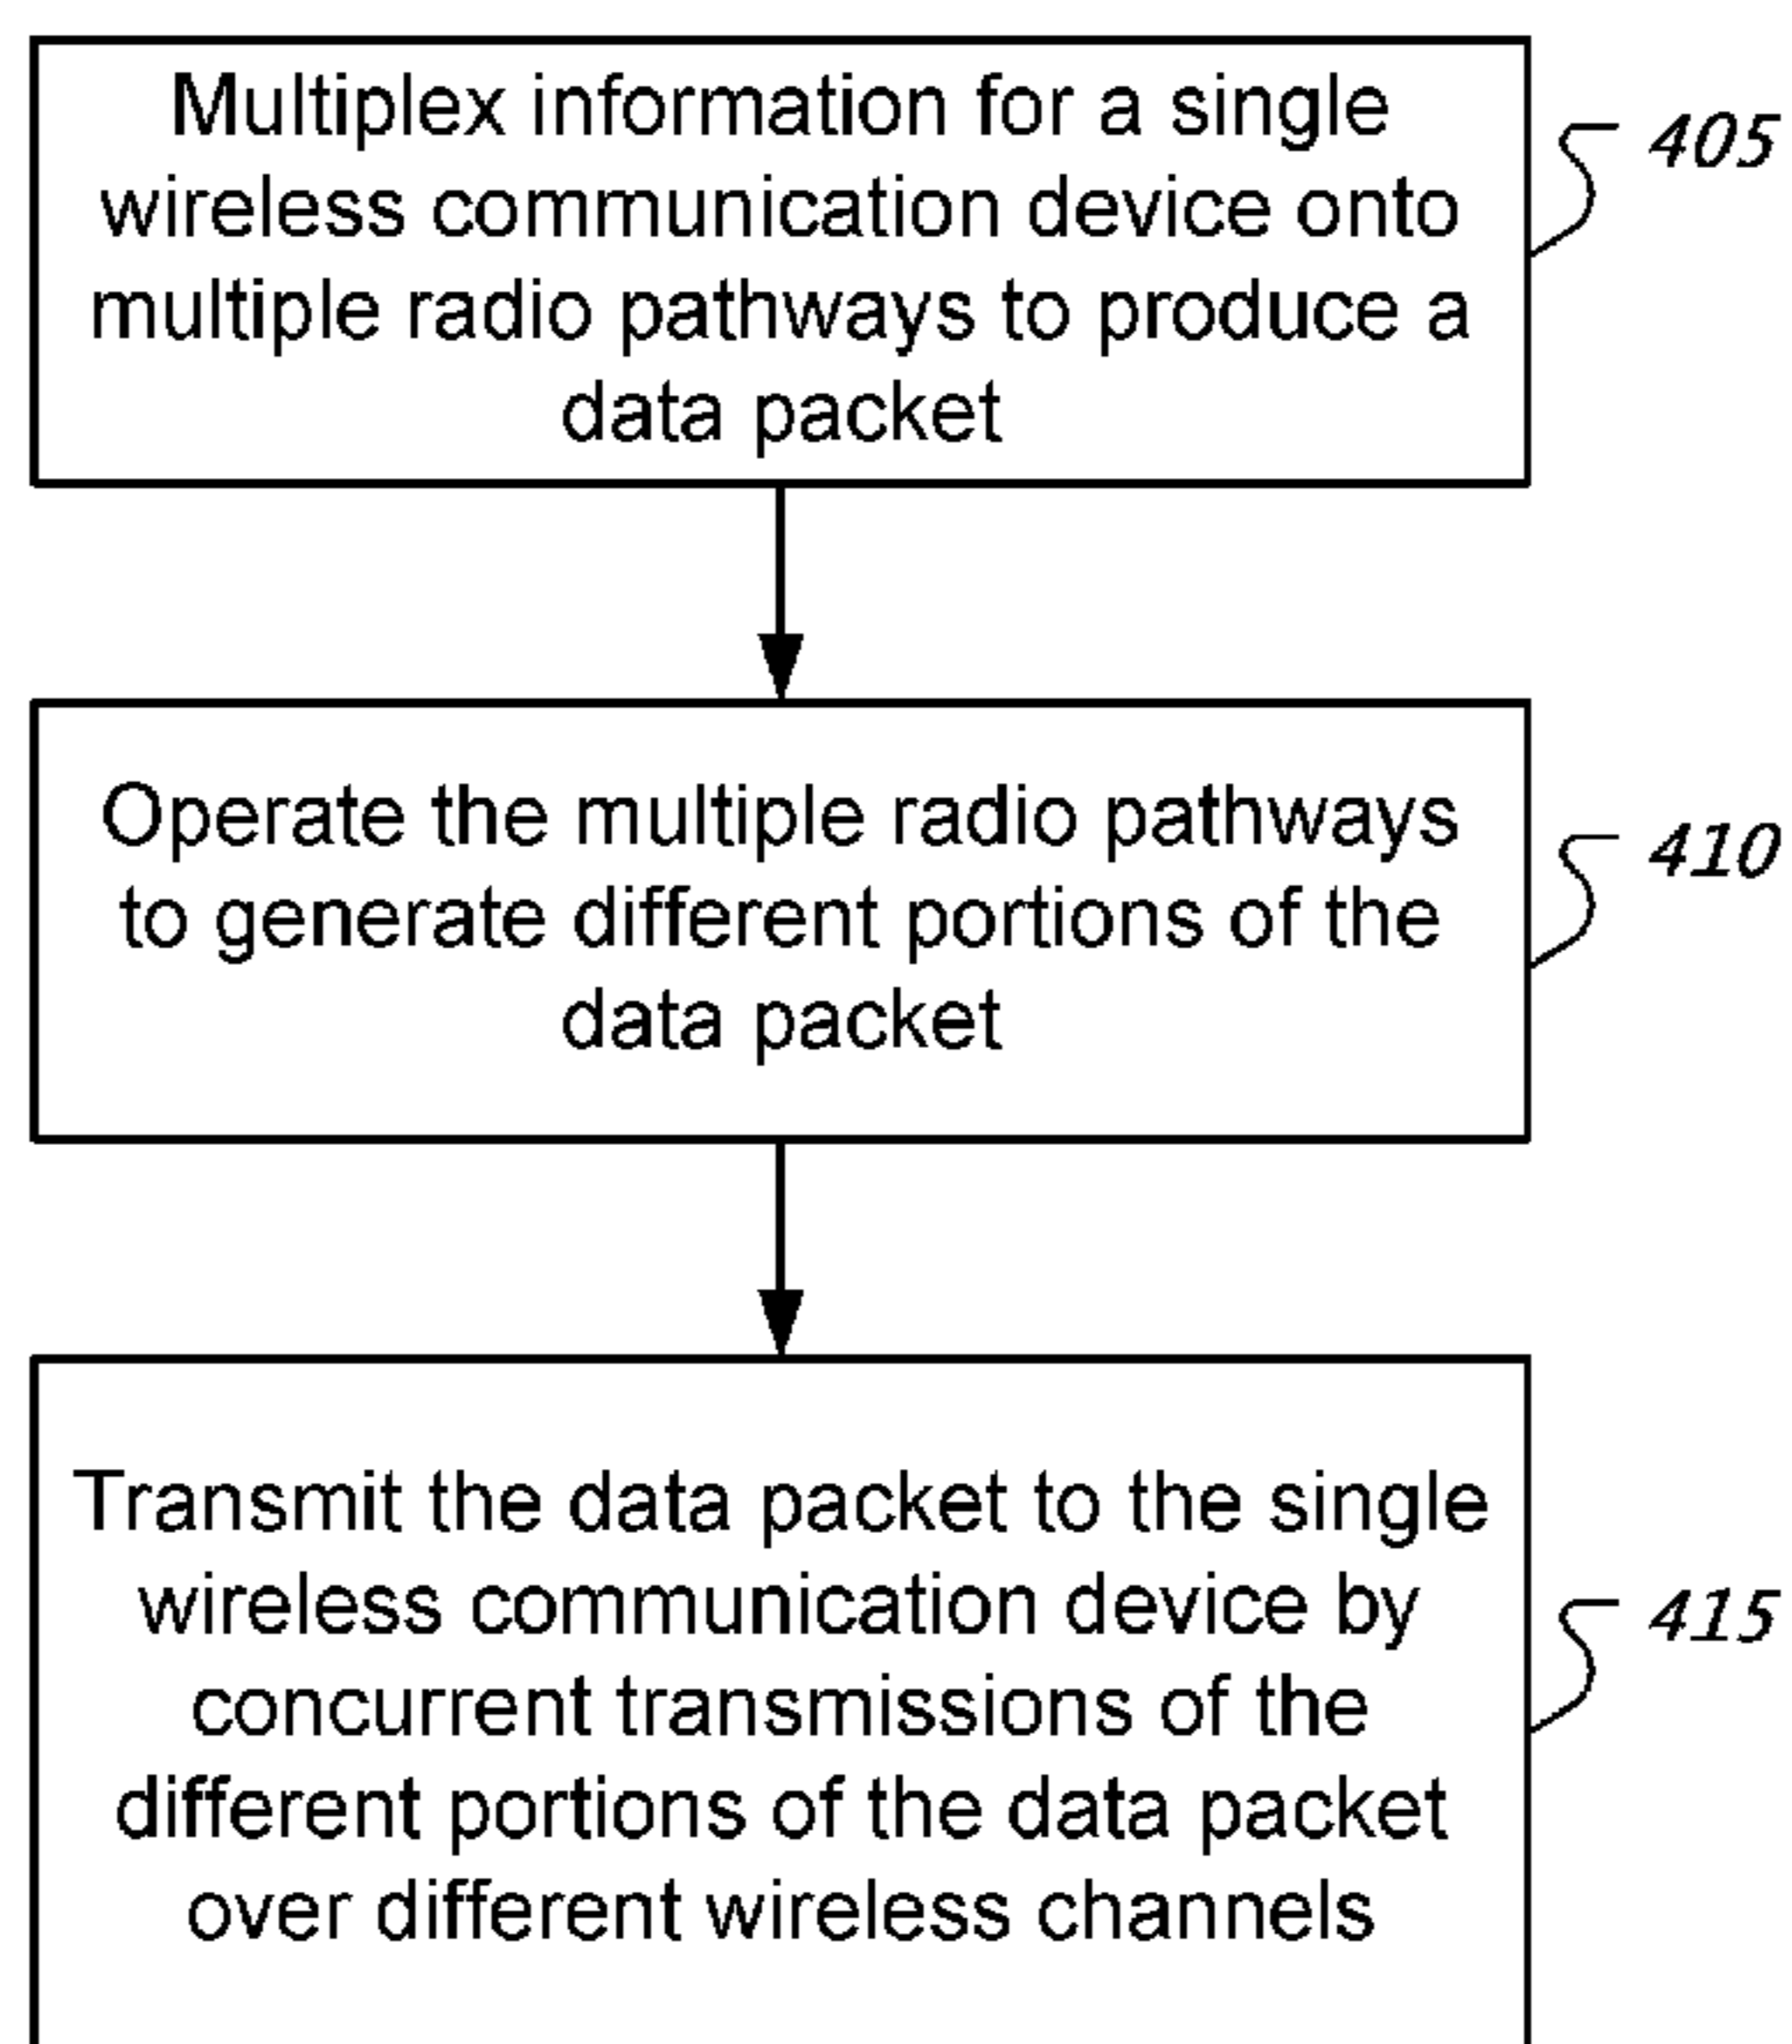 Multiplex information for a single
wireless communication device onto
multiple radio pathways to produce a
data packet
405
Operate the multiple radio pathways
to generate different portions of the
data packet
410
Transmit the data packet to the single
wireless communication device by
concurrent transmissions of the
different portions of the data packet
over different wireless channels
415